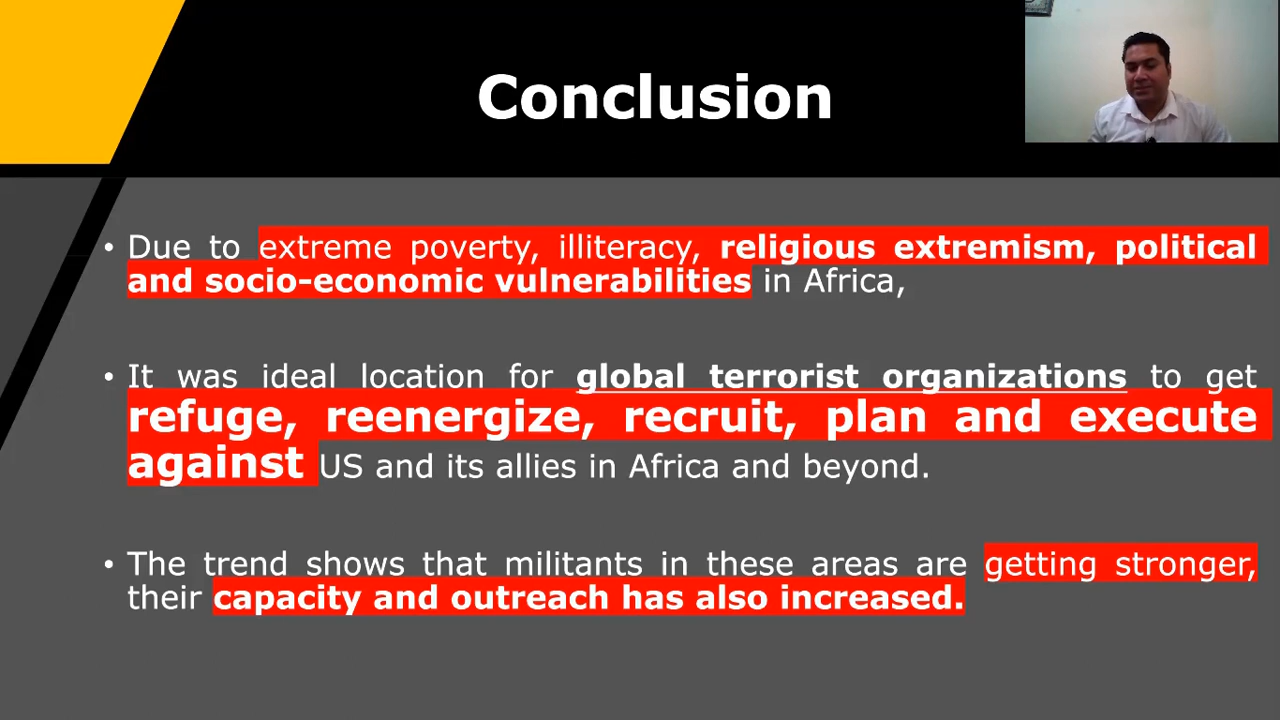 Conclusion
• Due to extreme poverty, illiteracy, religious extremism, political
and socio-economic vulnerabilities in Africa,
• It was ideal location for global terrorist organizations to get
refuge, reenergize, recruit, plan and execute
against US and its allies in Africa and beyond.
• The trend shows that militants in these areas are getting stronger,
their capacity and outreach has also increased.